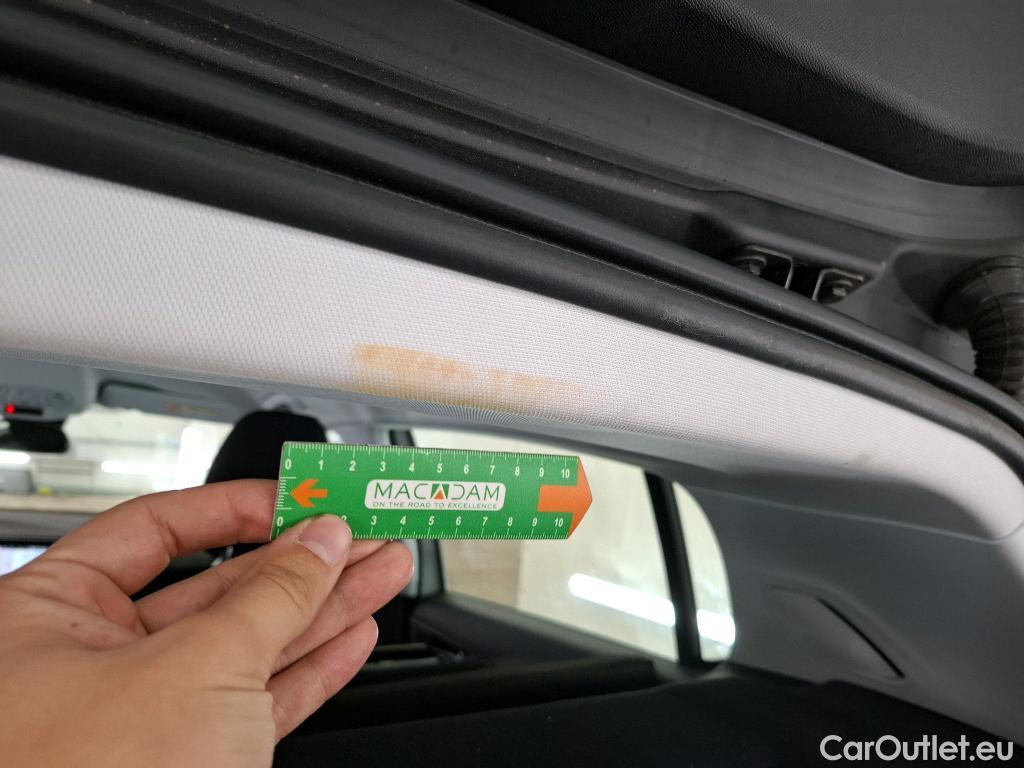 0 1 2 3 4 5 6 7 8 9 10
MACADAM
ON THE ROAD TO EXCELLENCE
0 2 3 4 5 6 7 8 9 10
CarOutlet.eu